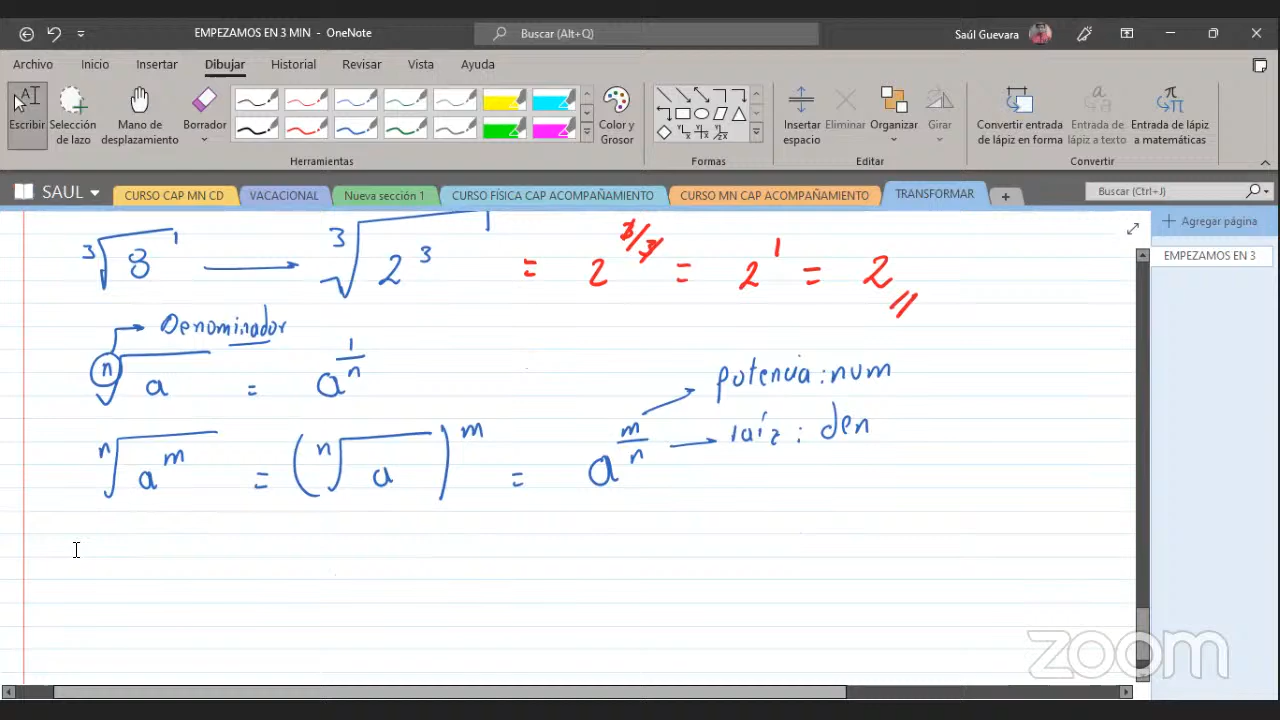 EMPEZAMOS EN 3 MIN - OneNote
Buscar (Alt+Q)
Saúl Guevara
Archivo Inicio Insertar Dibujar Historial Revisar Vista Ayuda
Escribir
Selección de lazo
Mano de desplazamiento
Borrador
Color y Grosor
Insertar espacio
Eliminar
Organizar
Girar
Convertir entrada de lápiz en forma
Entrada de lápiz a texto
Entrada de lápiz a matemáticas
Herramientas Formas Editar Convertir
SAUL CURSO CAP MN CD VACACIONAL Nueva sección 1 CURSO FÍSICA CAP ACOMPAÑAMIENTO CURSO MN CAP ACOMPAÑAMIENTO TRANSFORMAR + Buscar (Ctrl+J)
Agregar página
EMPEZAMOS EN 3
∛8 → ∛2³ = 2^(3/3) = 2¹ = 2
Denominador
ⁿ√a = a^(1/n)
potencia: num
raíz: den
ⁿ√a^m = (ⁿ√a)^m = a^(m/n)
zoom